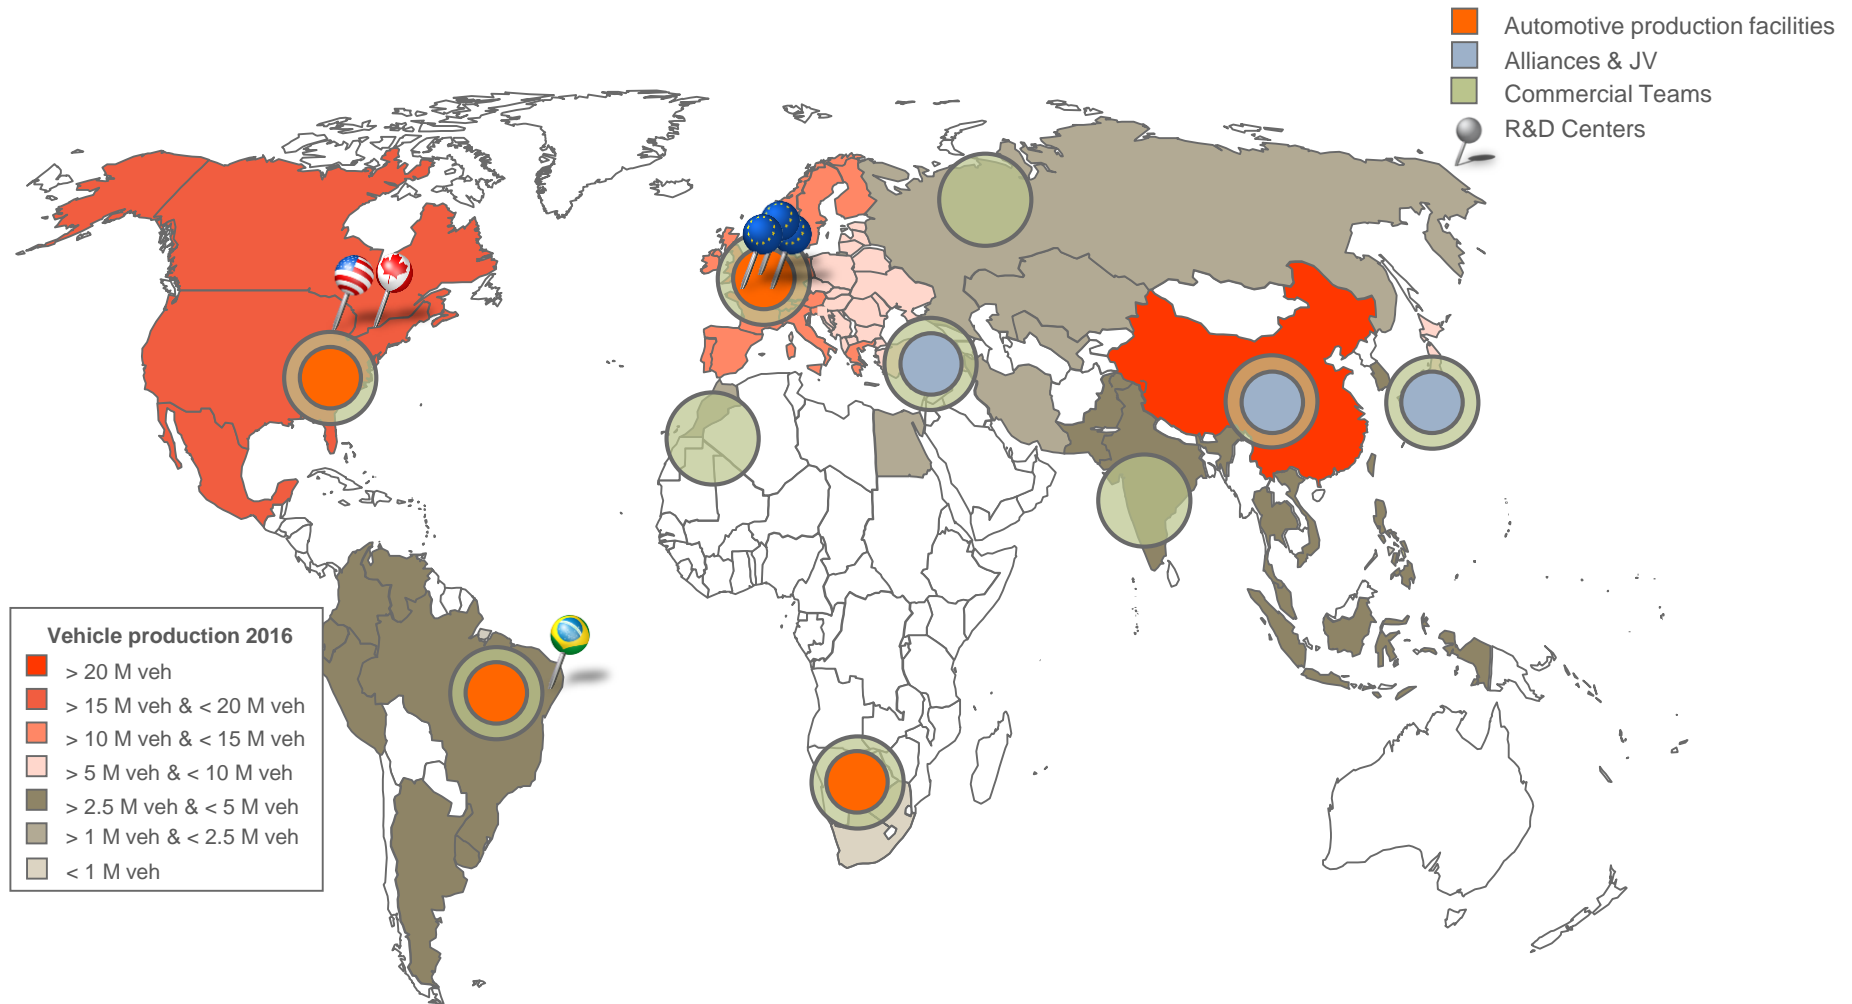 Automotive production facilities
Alliances & JV
Commercial Teams
R&D Centers
Vehicle production 2016
> 20 M veh
> 15 M veh & < 20 M veh
> 10 M veh & < 15 M veh
> 5 M veh & < 10 M veh
> 2.5 M veh & < 5 M veh
> 1 M veh & < 2.5 M veh
< 1 M veh